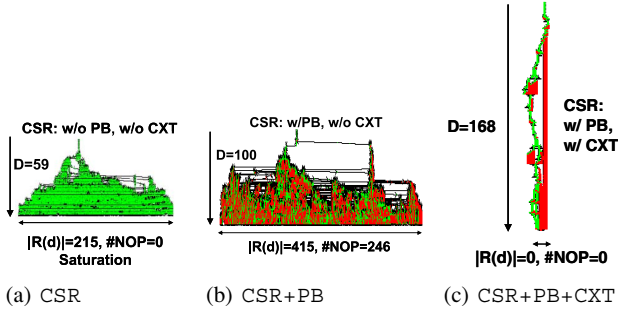 CSR: w/o PB, w/o CXT
D=59
|R(d)|=215, #NOP=0
Saturation
(a) CSR
CSR: w/PB, w/o CXT
D=100
|R(d)|=415, #NOP=246
(b) CSR+PB
CSR:
w/ PB,
w/ CXT
D=168
|R(d)|=0, #NOP=0
(c) CSR+PB+CXT